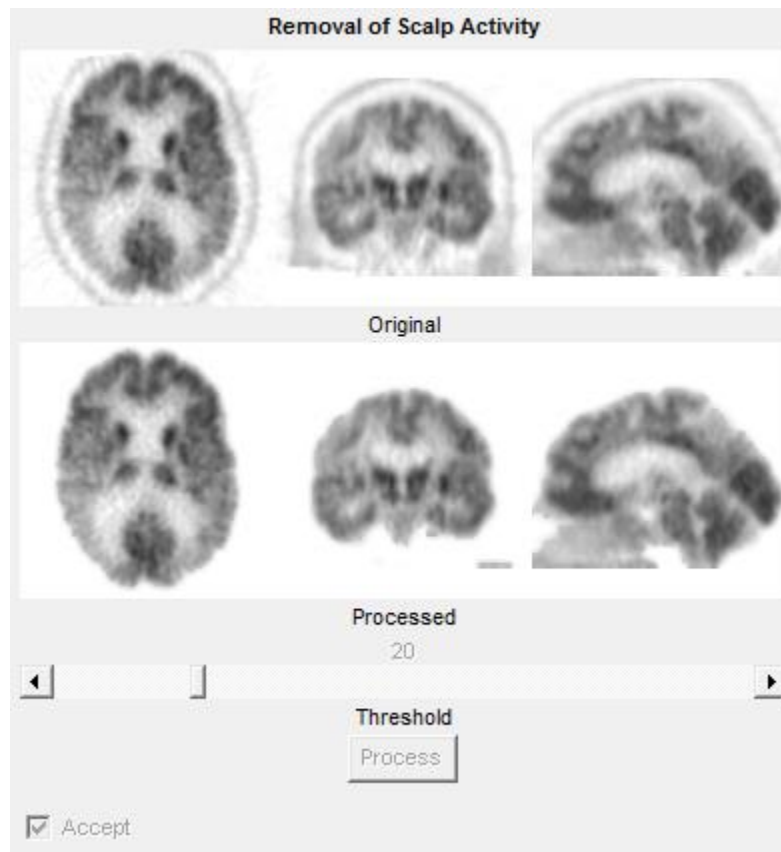 Removal of Scalp Activity
Original
Processed
20
Threshold
Process
Accept